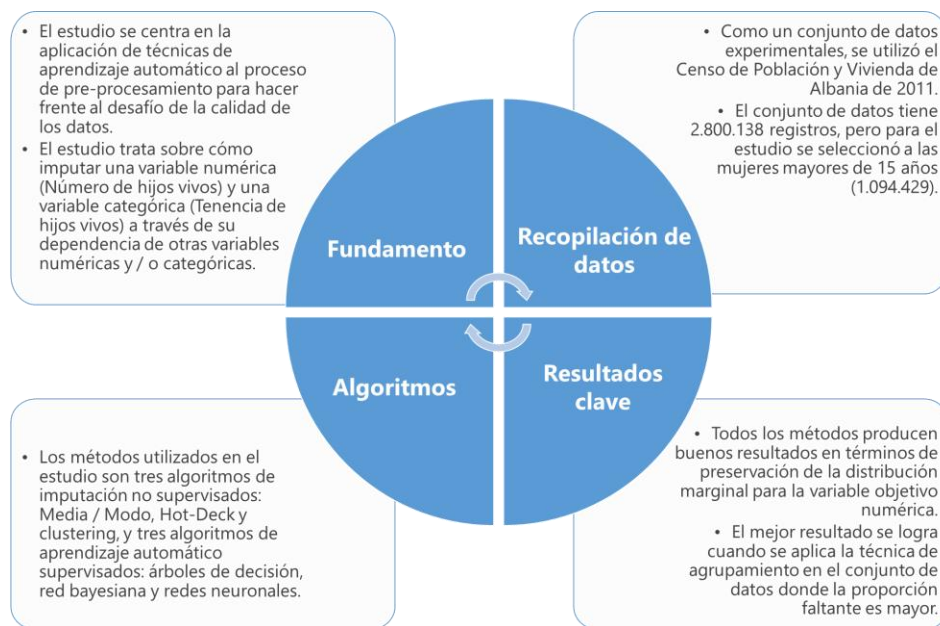 • El estudio se centra en la
aplicación de técnicas de
aprendizaje automático al proceso
de pre-procesamiento para hacer
frente al desafío de la calidad de
los datos.
• El estudio trata sobre cómo
imputar una variable numérica
(Número de hijos vivos) y una
variable categórica (Tenencia de
hijos vivos) a través de su
dependencia de otras variables
numéricas y / o categóricas.
• Como un conjunto de datos
experimentales, se utilizó el
Censo de Población y Vivienda de
Albania de 2011.
• El conjunto de datos tiene
2.800.138 registros, pero para el
estudio se seleccionó a las
mujeres mayores de 15 años
(1.094.429).
Fundamento
Recopilación de
datos
Algoritmos
Resultados
clave
• Los métodos utilizados en el
estudio son tres algoritmos de
imputación no supervisados:
Media / Modo, Hot-Deck y
clustering, y tres algoritmos de
aprendizaje automático
supervisados: árboles de decisión,
red bayesiana y redes neuronales.
• Todos los métodos producen
buenos resultados en términos de
preservación de la distribución
marginal para la variable objetivo
numérica.
• El mejor resultado se logra
cuando se aplica la técnica de
agrupamiento en el conjunto de
datos donde la proporción
faltante es mayor.